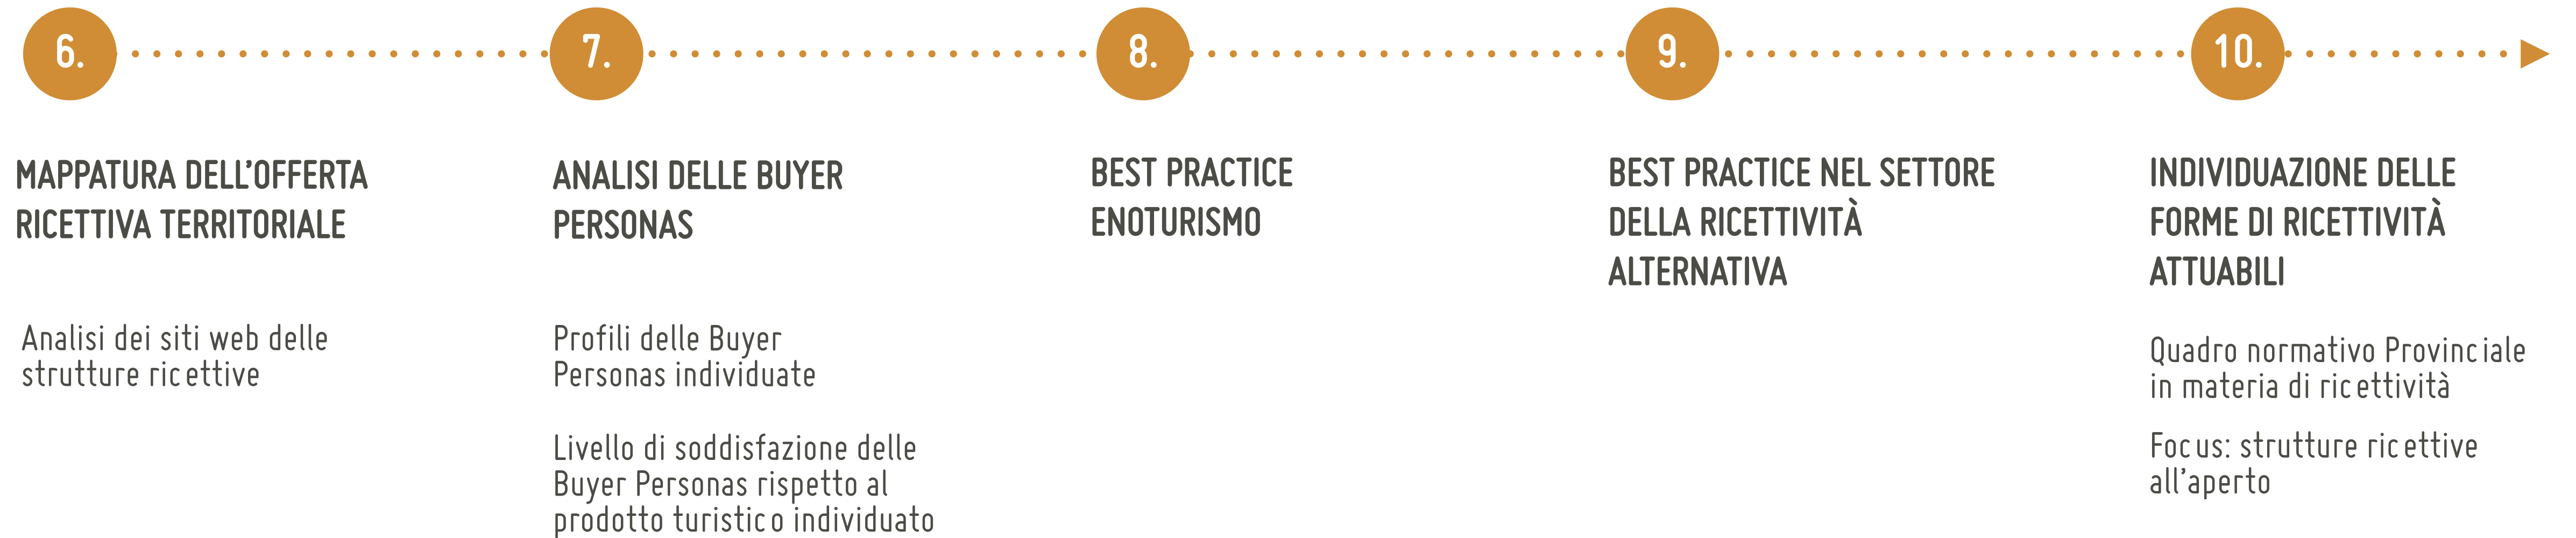 6.
MAPPATURA DELL'OFFERTA
RICETTIVA TERRITORIALE
Analisi dei siti web delle
strutture ricettive
7.
ANALISI DELLE BUYER
PERSONAS
Profili delle Buyer
Personas individuate
Livello di soddisfazione delle
Buyer Personas rispetto al
prodotto turistico individuato
8.
BEST PRACTICE
ENOTURISMO
9.
BEST PRACTICE NEL SETTORE
DELLA RICETTIVITÀ
ALTERNATIVA
10.
INDIVIDUAZIONE DELLE
FORME DI RICETTIVITÀ
ATTUABILI
Quadro normativo Provinciale
in materia di ricettività
Focus: strutture ricettive
all'aperto